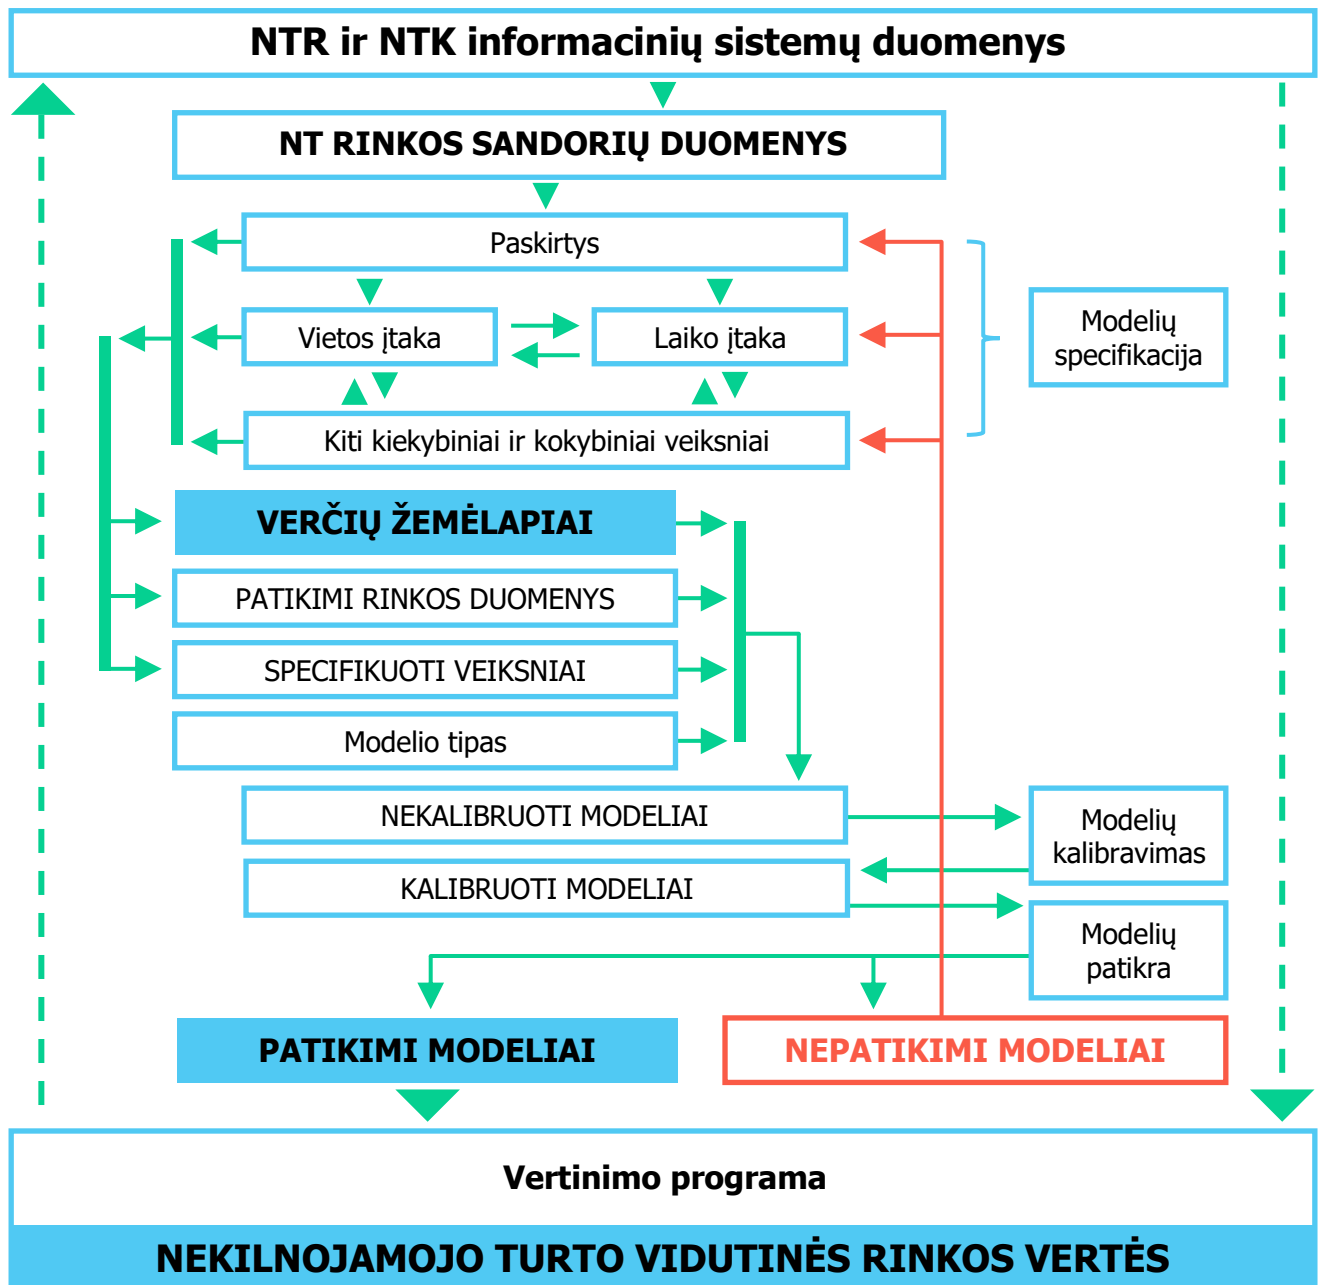 NTR ir NTK informacinių sistemų duomenys
NT RINKOS SANDORIŲ DUOMENYS
Paskirtys
Vietos įtaka
Laiko įtaka
Modelių
specifikacija
Kiti kiekybiniai ir kokybiniai veiksniai
VERČIŲ ŽEMĖLAPIAI
PATIKIMI RINKOS DUOMENYS
SPECIFIKUOTI VEIKSNIAI
Modelio tipas
NEKALIBRUOTI MODELIAI
Modelių
kalibravimas
KALIBRUOTI MODELIAI
Modelių
patikra
PATIKIMI MODELIAI
NEPATIKIMI MODELIAI
Vertinimo programa
NEKILNOJAMOJO TURTO VIDUTINĖS RINKOS VERTĖS